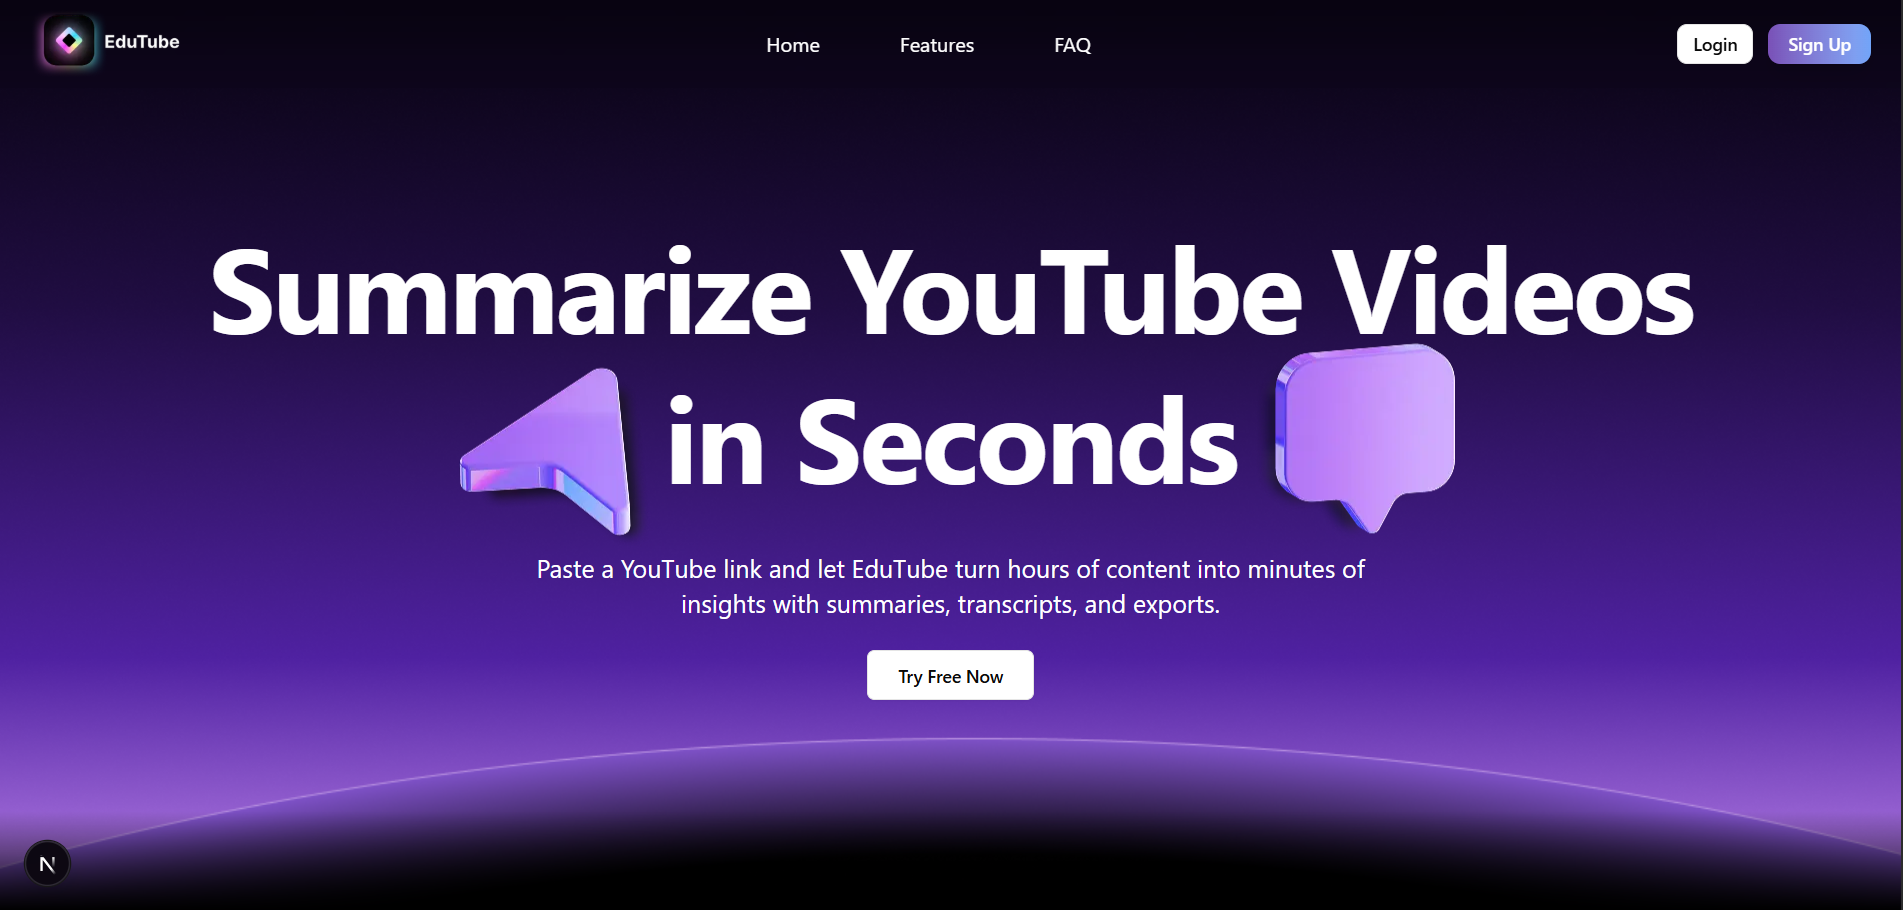 EduTube
Home
Features
FAQ
Login
Sign Up
Summarize YouTube Videos
in Seconds
Paste a YouTube link and let EduTube turn hours of content into minutes of
insights with summaries, transcripts, and exports.
Try Free Now
N